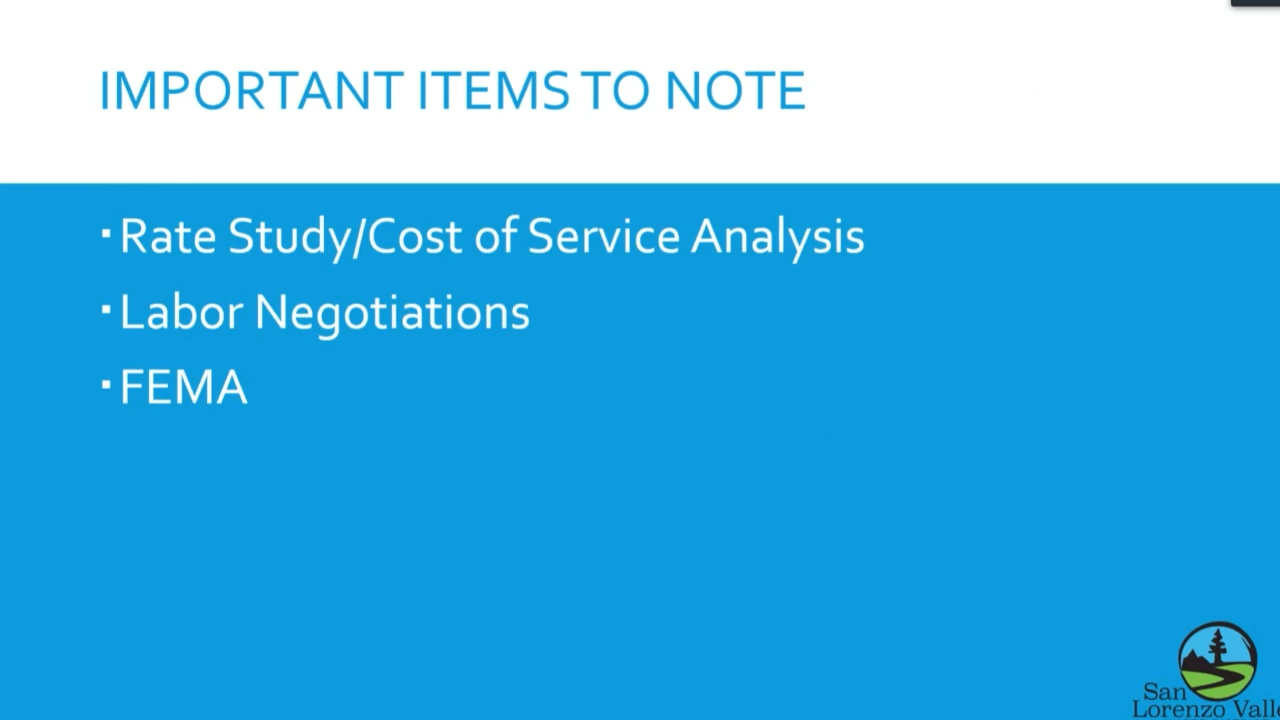 IMPORTANT ITEMS TO NOTE
▪Rate Study/Cost of Service Analysis
▪Labor Negotiations
▪FEMA
San
Lorenzo